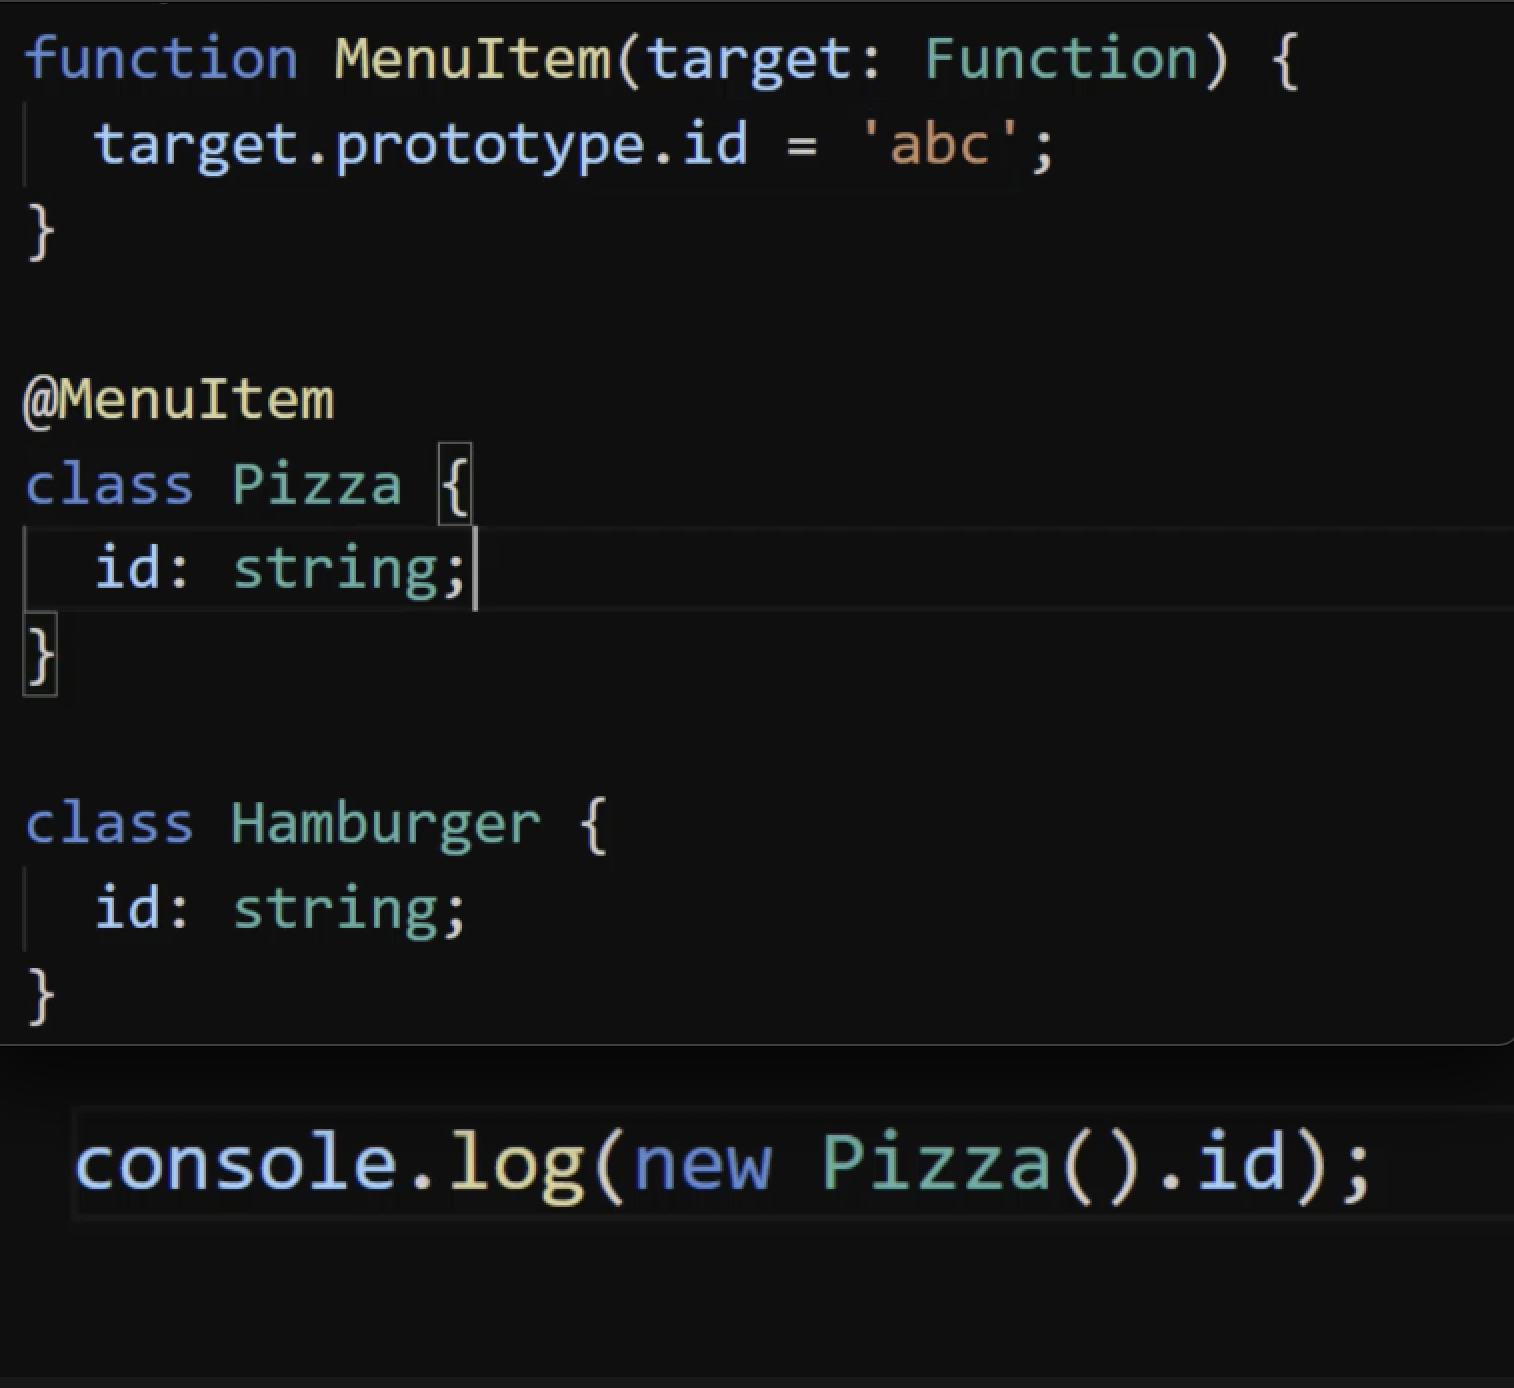 function MenuItem(target: Function) {
  target.prototype.id = 'abc';
}
@MenuItem
class Pizza {
  id: string;
}
class Hamburger {
  id: string;
}
console.log(new Pizza().id);